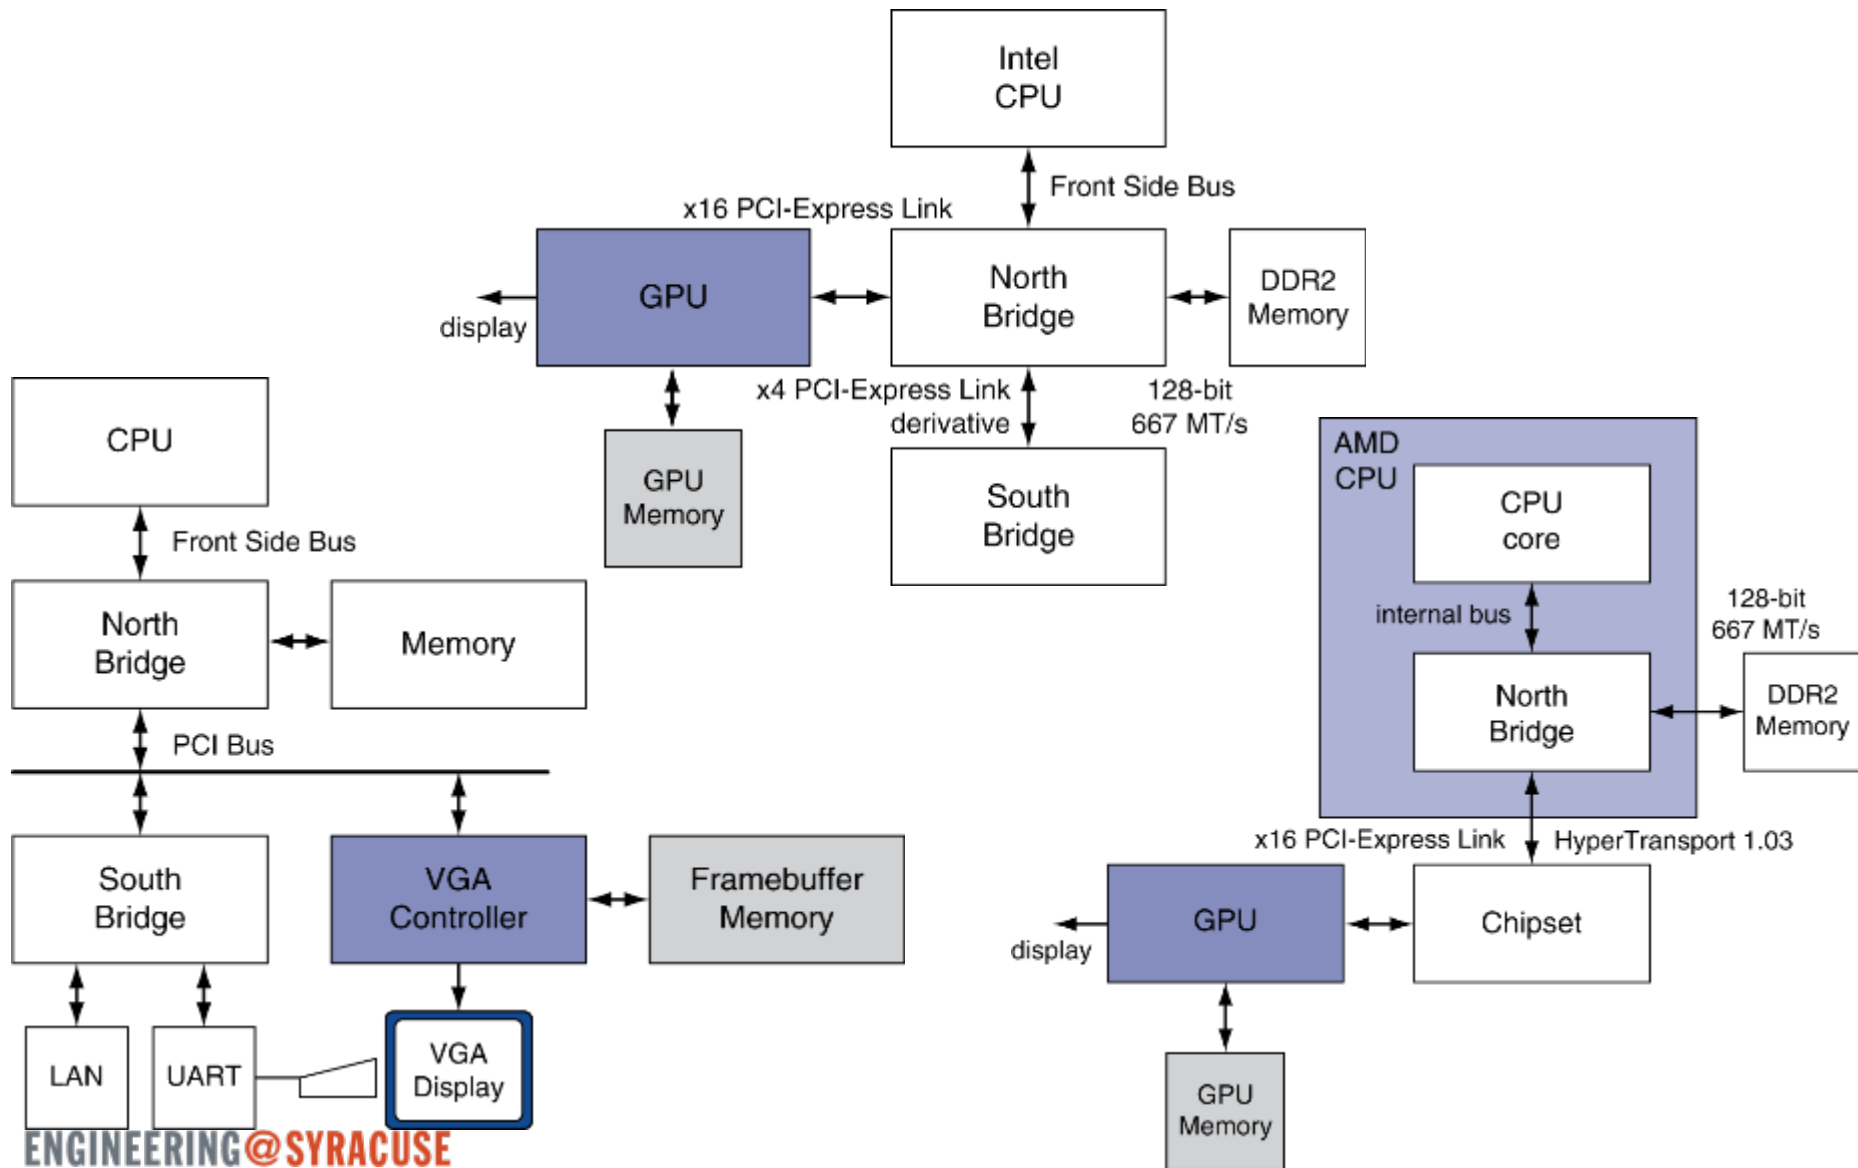 Intel
CPU
Front Side Bus
x16 PCI-Express Link
GPU
North
Bridge
DDR2
Memory
display
x4 PCI-Express Link
derivative
128-bit
667 MT/s
GPU
Memory
South
Bridge
CPU
Front Side Bus
North
Bridge
Memory
PCI Bus
South
Bridge
VGA
Controller
Framebuffer
Memory
LAN
UART
VGA
Display
AMD
CPU
CPU
core
internal bus
128-bit
667 MT/s
North
Bridge
DDR2
Memory
x16 PCI-Express Link
HyperTransport 1.03
GPU
Chipset
display
GPU
Memory
ENGINEERING@SYRACUSE